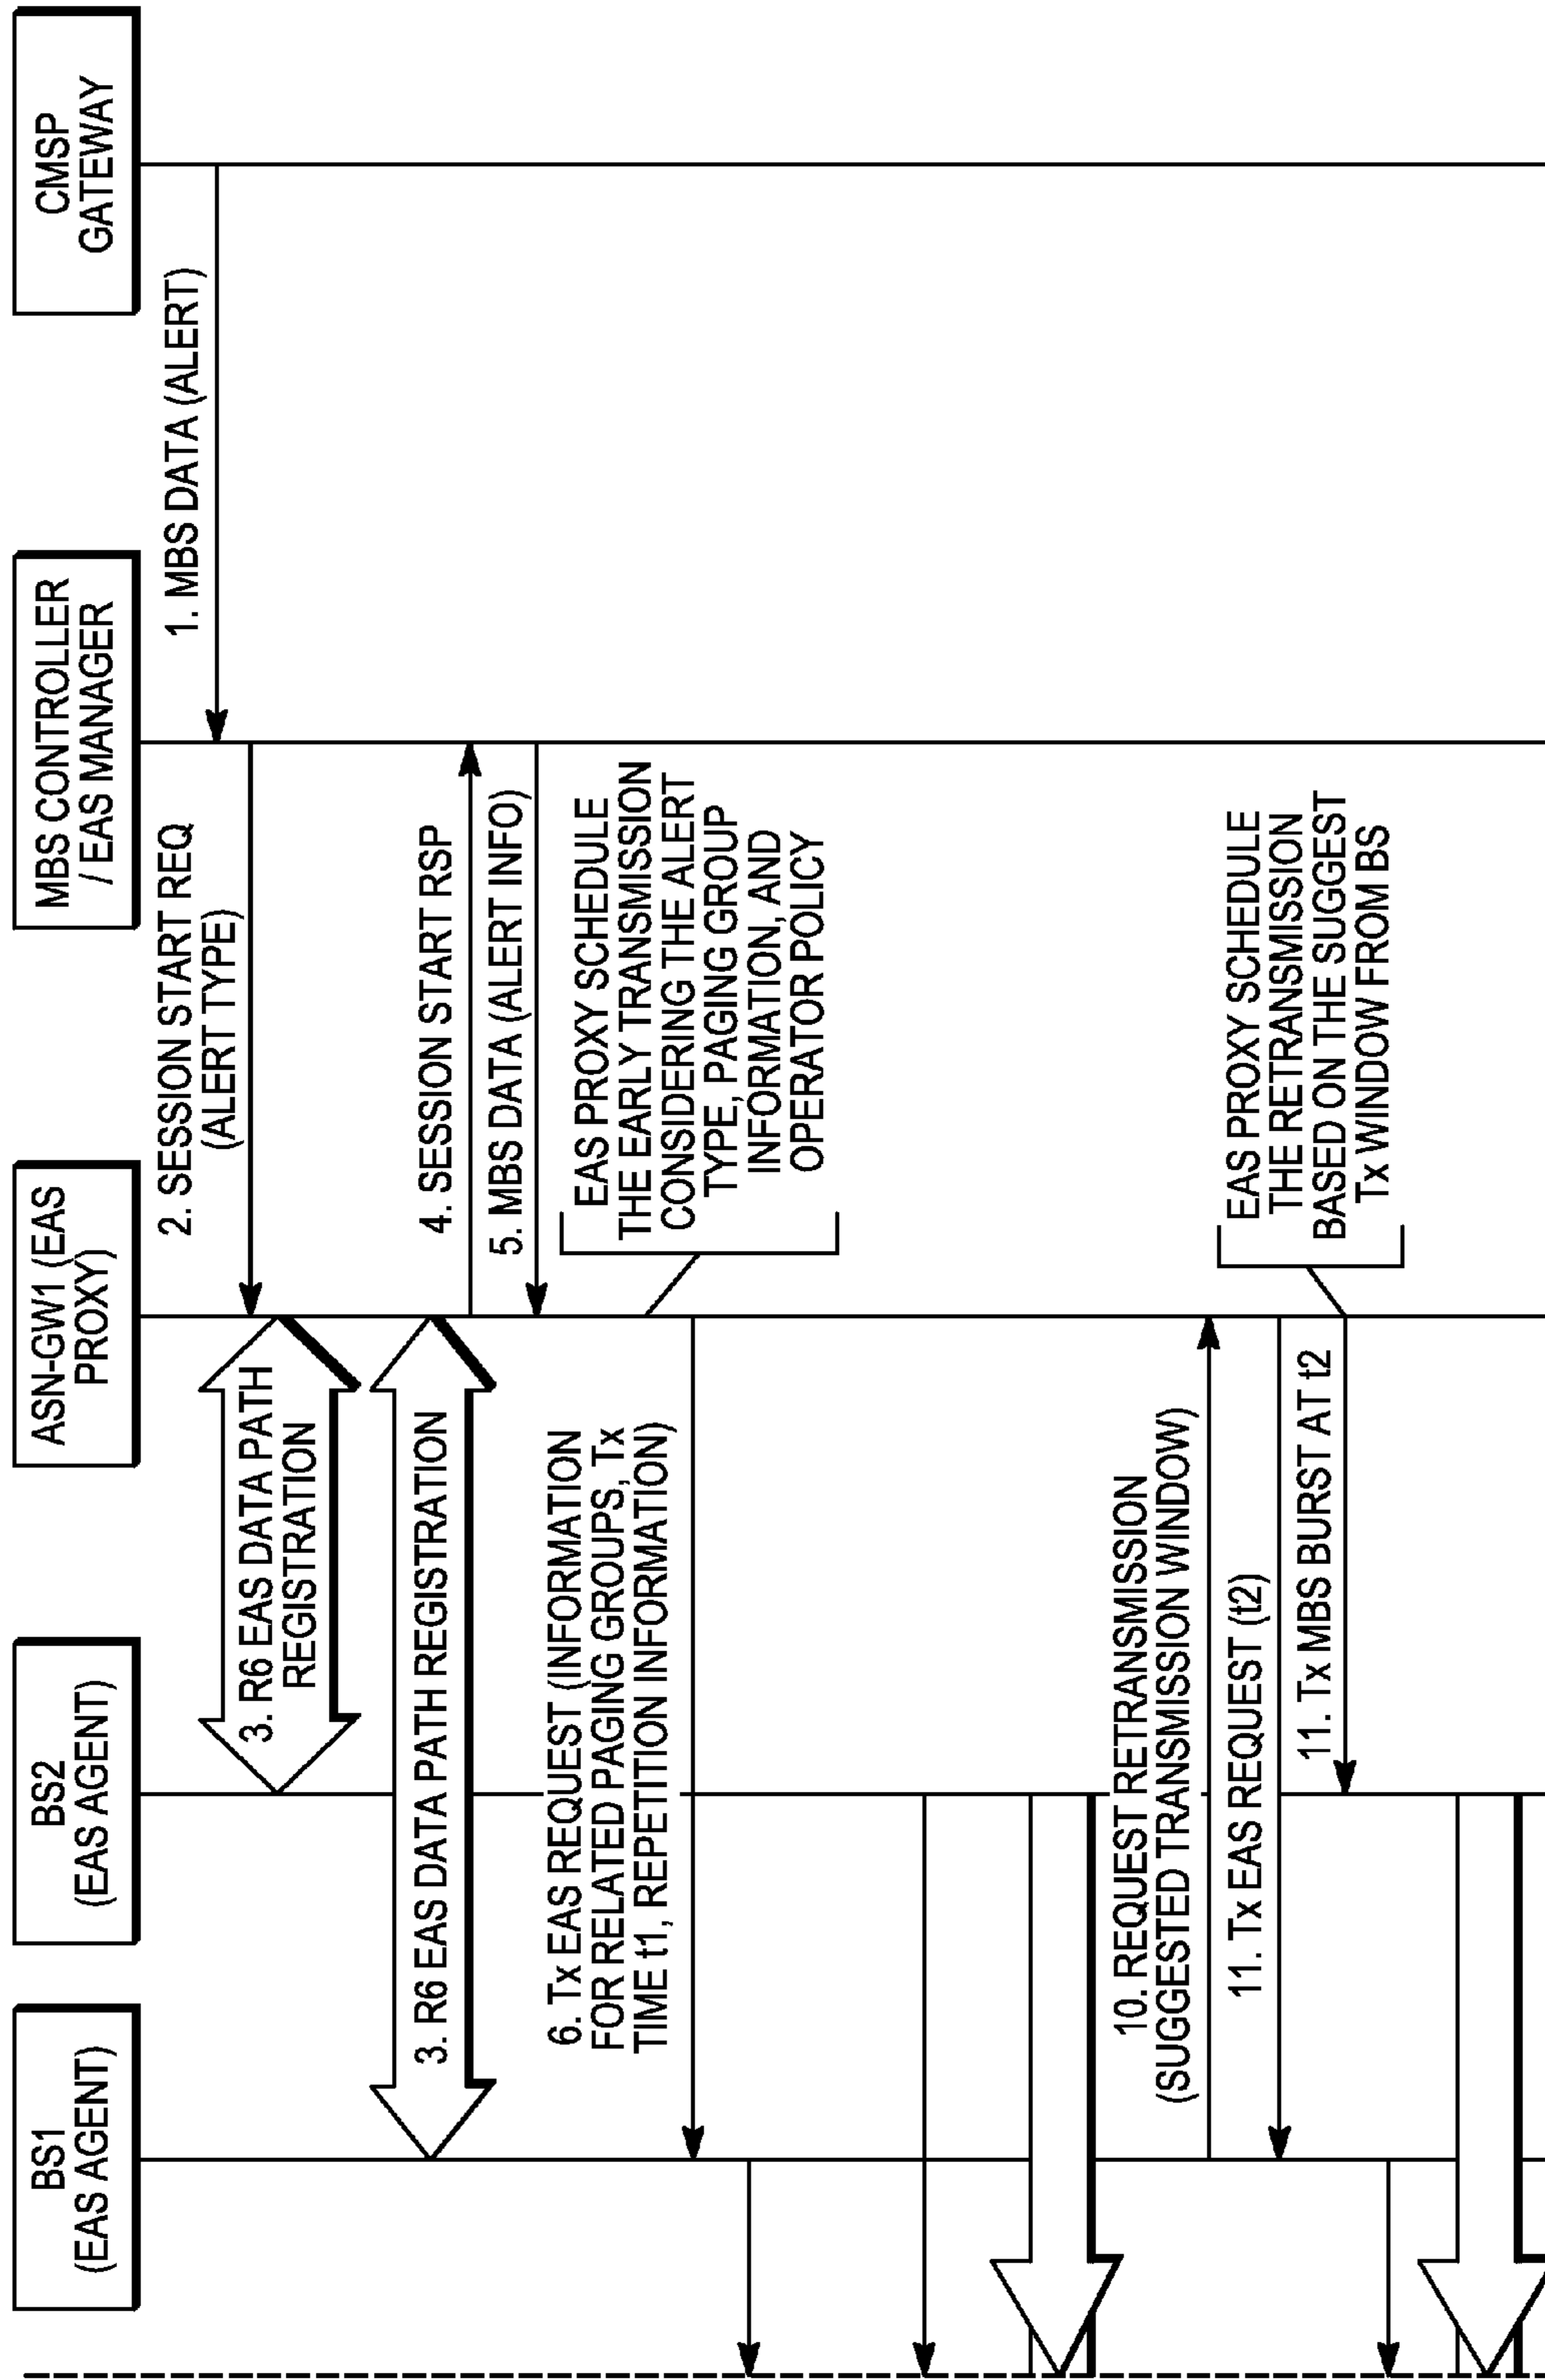 BS1
(EAS AGENT)
BS2
(EAS AGENT)
ASN-GW1 (EAS
PROXY)
MBS CONTROLLER
/ EAS MANAGER
CMSP
GATEWAY
1. MBS DATA (ALERT)
2. SESSION START REQ
(ALERT TYPE)
3. R6 EAS DATA PATH
REGISTRATION
3. R6 EAS DATA PATH REGISTRATION
4. SESSION START RSP
5. MBS DATA (ALERT INFO)
EAS PROXY SCHEDULE
THE EARLY TRANSMISSION
CONSIDERING THE ALERT
TYPE, PAGING GROUP
INFORMATION, AND
OPERATOR POLICY
6. Tx EAS REQUEST (INFORMATION
FOR RELATED PAGING GROUPS, Tx
TIME t1, REPETITION INFORMATION)
10. REQUEST RETRANSMISSION
(SUGGESTED TRANSMISSION WINDOW)
11. Tx EAS REQUEST (t2)
11. Tx MBS BURST AT t2
EAS PROXY SCHEDULE
THE RETRANSMISSION
BASED ON THE SUGGEST
Tx WINDOW FROM BS